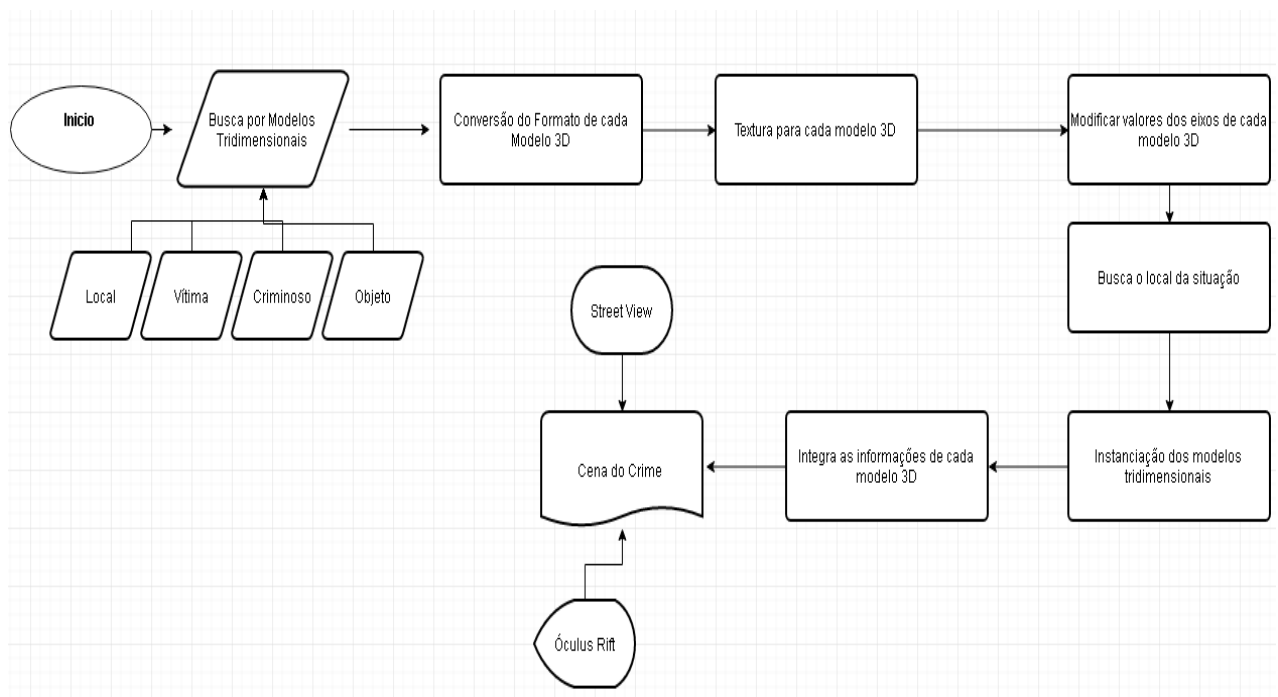 Inicio
Busca por Modelos
Tridimensionais
Conversão do Formato de cada
Modelo 3D
Textura para cada modelo 3D
Modificar valores dos eixos de cada
modelo 3D
Local
Vítima
Criminoso
Objeto
Busca o local da situação
Street View
Cena do Crime
Integra as informações de cada
modelo 3D
Instanciação dos modelos
tridimensionais
Óculus Rift